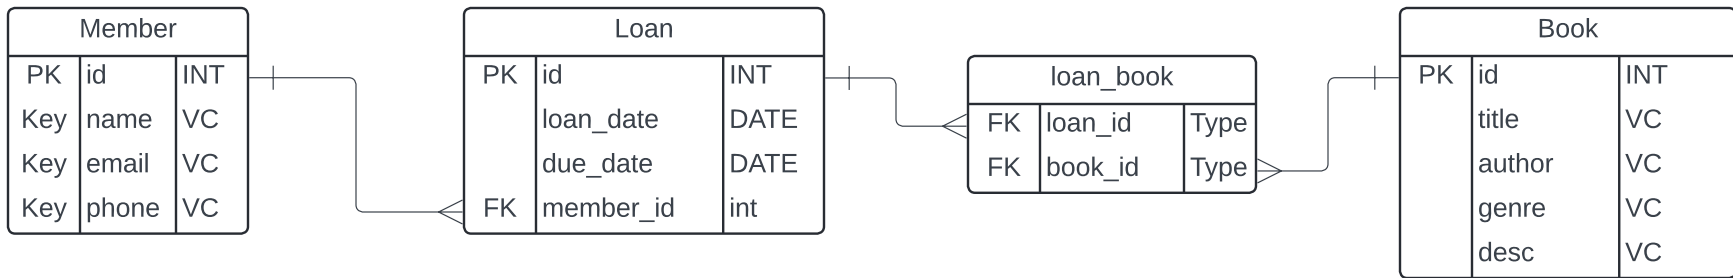 Member
PK id INT
Key name VC
Key email VC
Key phone VC
Loan
PK id INT
loan_date DATE
due_date DATE
FK member_id int
loan_book
FK loan_id Type
FK book_id Type
Book
PK id INT
title VC
author VC
genre VC
desc VC